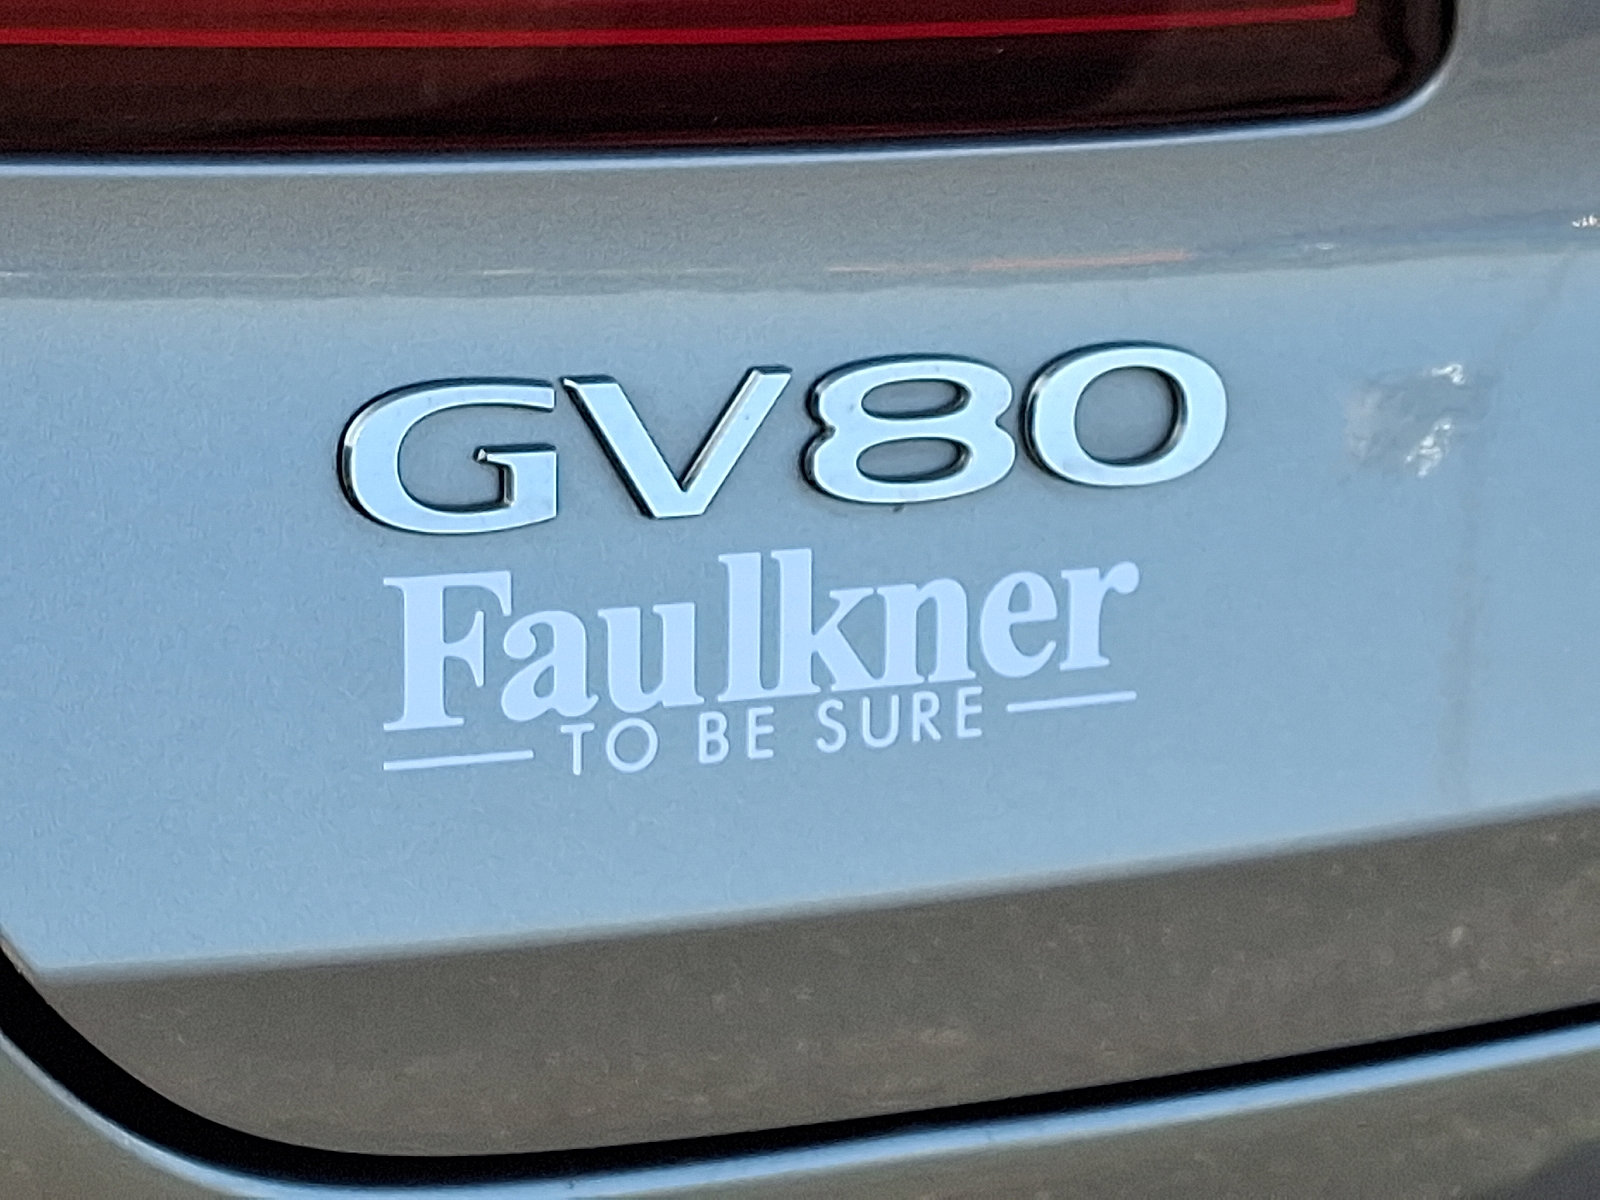 GV80
Faulkner
TO BE SURE